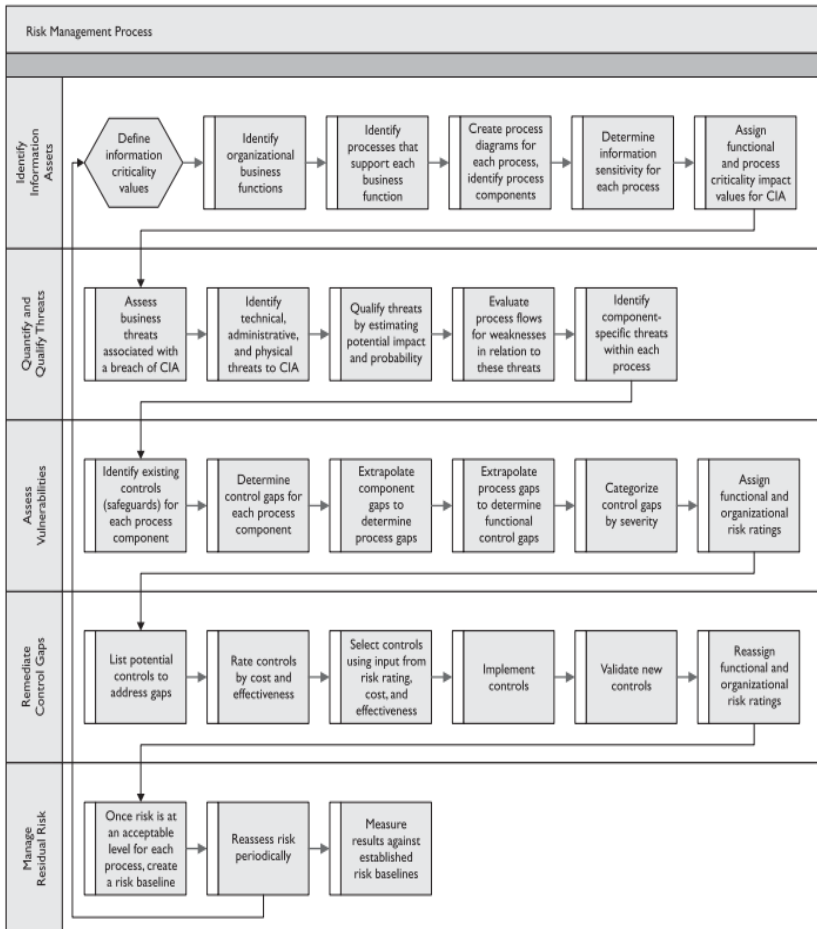 Risk Management Process
Identify
Information
Assets
Define
information
criticality
values
Identify
organizational
business
functions
Identify
processes that
support each
business
function
Create process
diagrams for
each process,
identify process
components
Determine
information
sensitivity for
each process
Assign
functional
and process
criticality impact
values for CIA
Quantify and
Qualify Threats
Assess
business
threats
associated with
a breach of CIA
Identify
technical,
administrative,
and physical
threats to CIA
Qualify threats
by estimating
potential impact
and probability
Evaluate
process flows
for weaknesses
in relation to
these threats
Identify
component-
specific threats
within each
process
Assess
Vulnerabilities
Identify existing
controls
(safeguards) for
each process
component
Determine
control gaps for
each process
component
Extrapolate
component
gaps to
determine
process gaps
Extrapolate
process gaps
to determine
functional
control gaps
Categorize
control gaps
by severity
Assign
functional and
organizational
risk ratings
Remediate
Control Gaps
List potential
controls to
address gaps
Rate controls
by cost and
effectiveness
Select controls
using input from
risk rating,
cost, and
effectiveness
Implement
controls
Validate new
controls
Reassign
functional and
organizational
risk ratings
Manage
Residual Risk
Once risk is at
an acceptable
level for each
process, create
a risk baseline
Reassess risk
periodically
Measure
results against
established
risk baselines